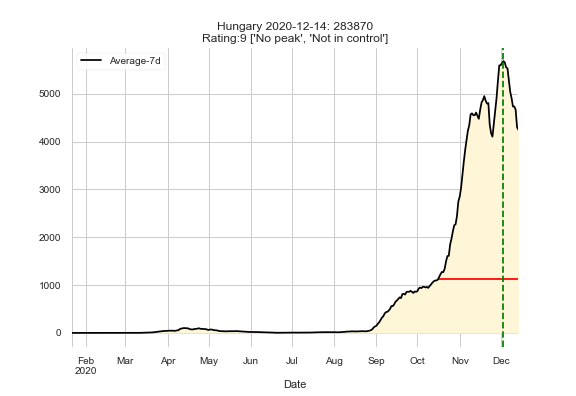 Hungary 2020-12-14: 283870
Rating:9 ['No peak', 'Not in control']
Average-7d
5000
4000
3000
2000
1000
0
Feb Mar Apr May Jun Jul Aug Sep Oct Nov Dec
2020
Date